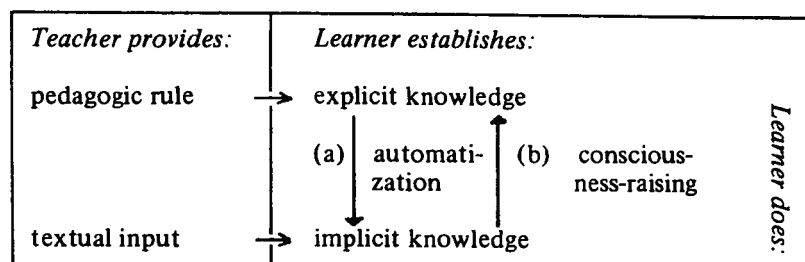 Teacher provides: Learner establishes:
pedagogic rule explicit knowledge
(a) automati- (b) conscious-
zation ness-raising
textual input implicit knowledge
Learner does: